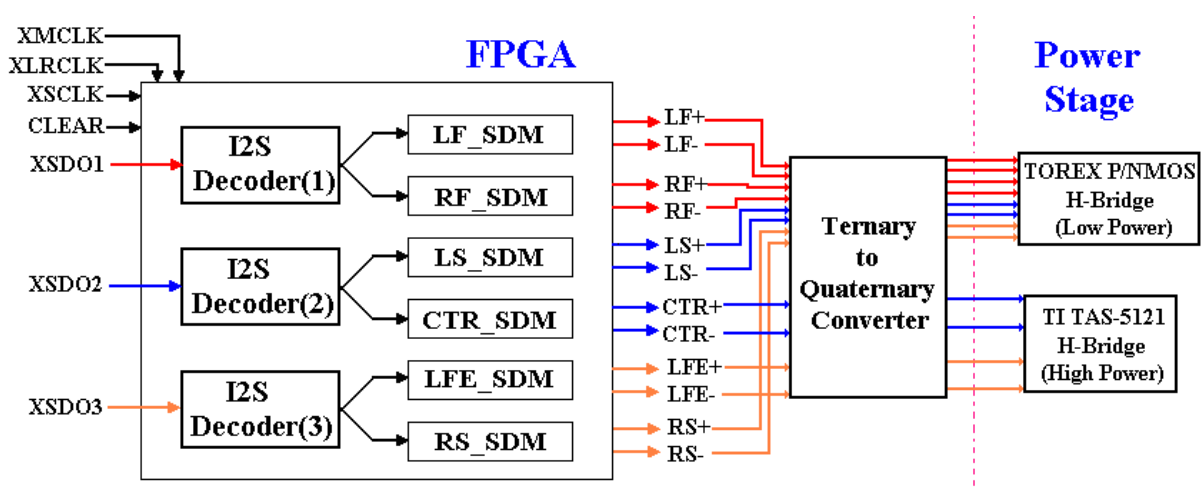 XMCLK
XLRCLK
XSCLK
CLEAR
XSDO1
XSDO2
XSDO3
FPGA
I2S
Decoder(1)
LF_SDM
RF_SDM
I2S
Decoder(2)
LS_SDM
CTR_SDM
I2S
Decoder(3)
LFE_SDM
RS_SDM
LF+
LF-
RF+
RF-
LS+
LS-
CTR+
CTR-
LFE+
LFE-
RS+
RS-
Ternary
to
Quaternary
Converter
Power
Stage
TOREX P/NMOS
H-Bridge
(Low Power)
TI TAS-5121
H-Bridge
(High Power)